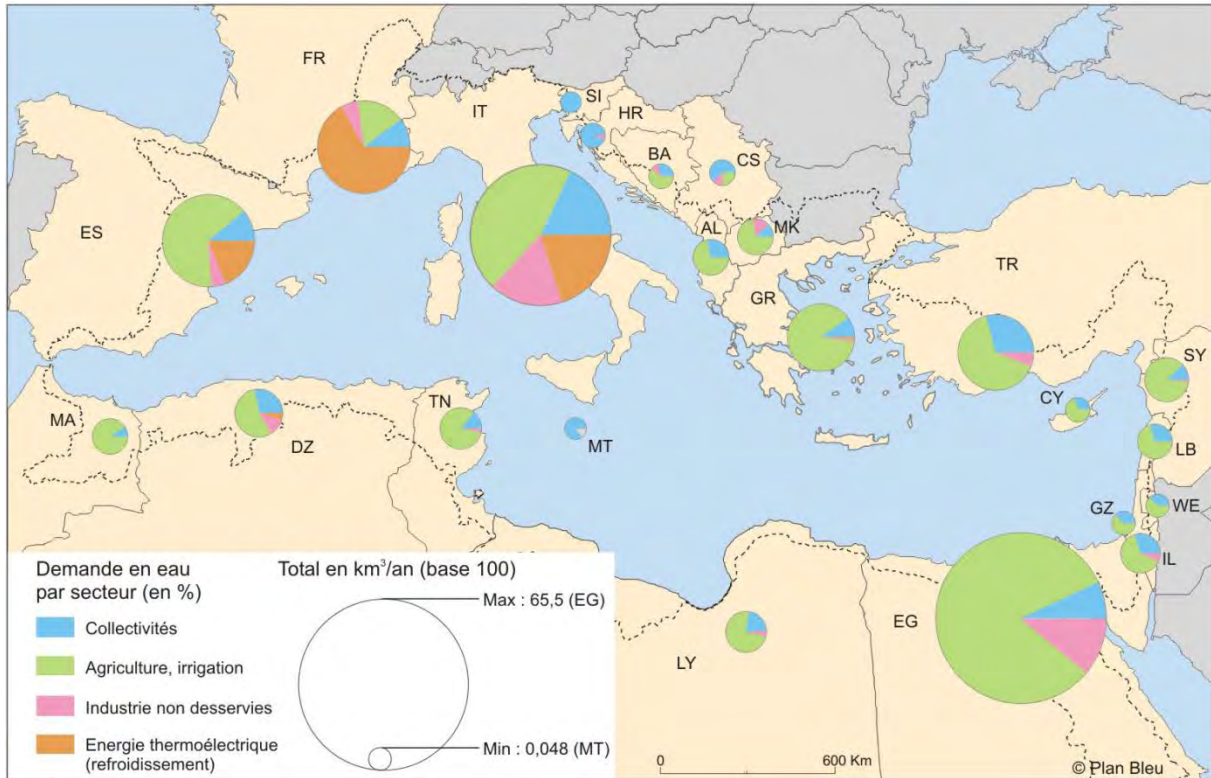 FR
SI
IT
HR
BA
CS
ES
AL
MK
TR
GR
SY
CY
MA
TN
DZ
MT
LB
GZ
WE
IL
EG
LY
Demande en eau
par secteur (en %)
Collectivités
Agriculture, irrigation
Industrie non desservies
Energie thermoélectrique
(refroidissement)
Total en km³/an (base 100)
Max : 65,5 (EG)
Min : 0,048 (MT)
0 600 Km
© Plan Bleu